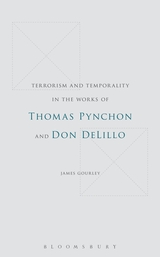 TERRORISM AND TEMPORALITY
IN THE WORKS OF
THOMAS PYNCHON
AND DON DELILLO
JAMES GOURLEY
BLOOMSBURY